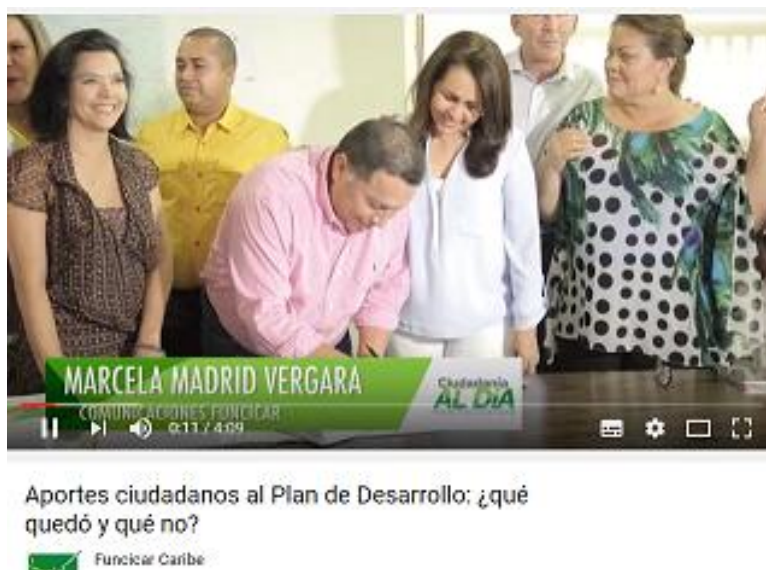 MARCELA MADRID VERGARA
COMUNICACIONES FUNCICAR
Ciudadanía
AL DÍA
0:11 / 4:09
Aportes ciudadanos al Plan de Desarrollo: ¿qué
quedó y qué no?
Funcicar Caribe